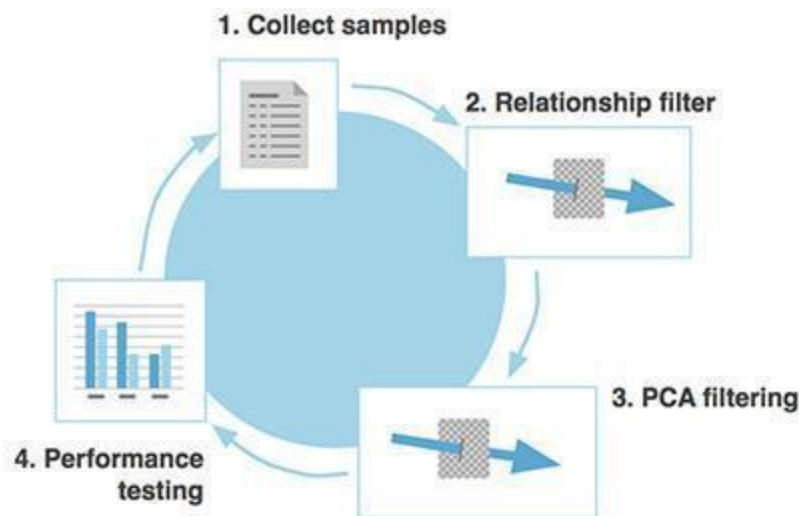 1. Collect samples
2. Relationship filter
3. PCA filtering
4. Performance
testing